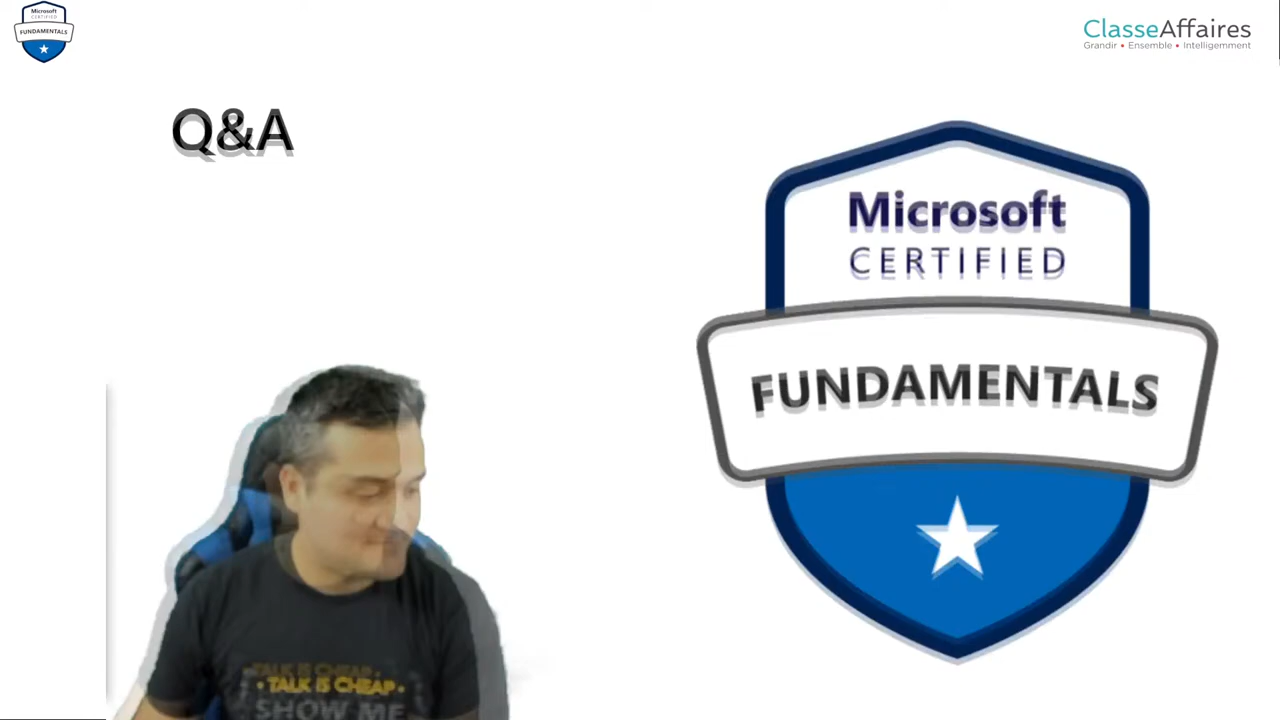 Microsoft
CERTIFIED
FUNDAMENTALS
ClasseAffaires
Grandir • Ensemble • Intelligemment
Q&A
Microsoft
CERTIFIED
FUNDAMENTALS
• TALK IS CHEAP •
SHOW ME